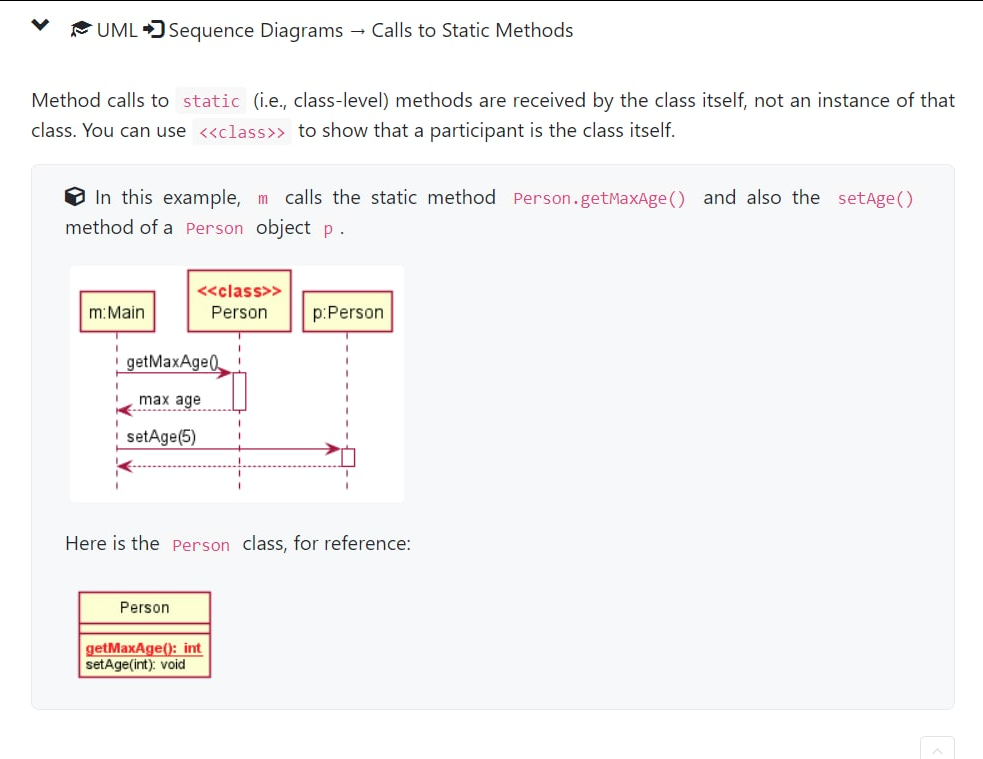 UML Sequence Diagrams → Calls to Static Methods
Method calls to static (i.e., class-level) methods are received by the class itself, not an instance of that
class. You can use <<class>> to show that a participant is the class itself.
In this example, m calls the static method Person.getMaxAge() and also the setAge()
method of a Person object p .
<<class>>
m:Main
Person
p:Person
getMaxAge()
max age
setAge(5)
Here is the Person class, for reference:
Person
getMaxAge(): int
setAge(int): void